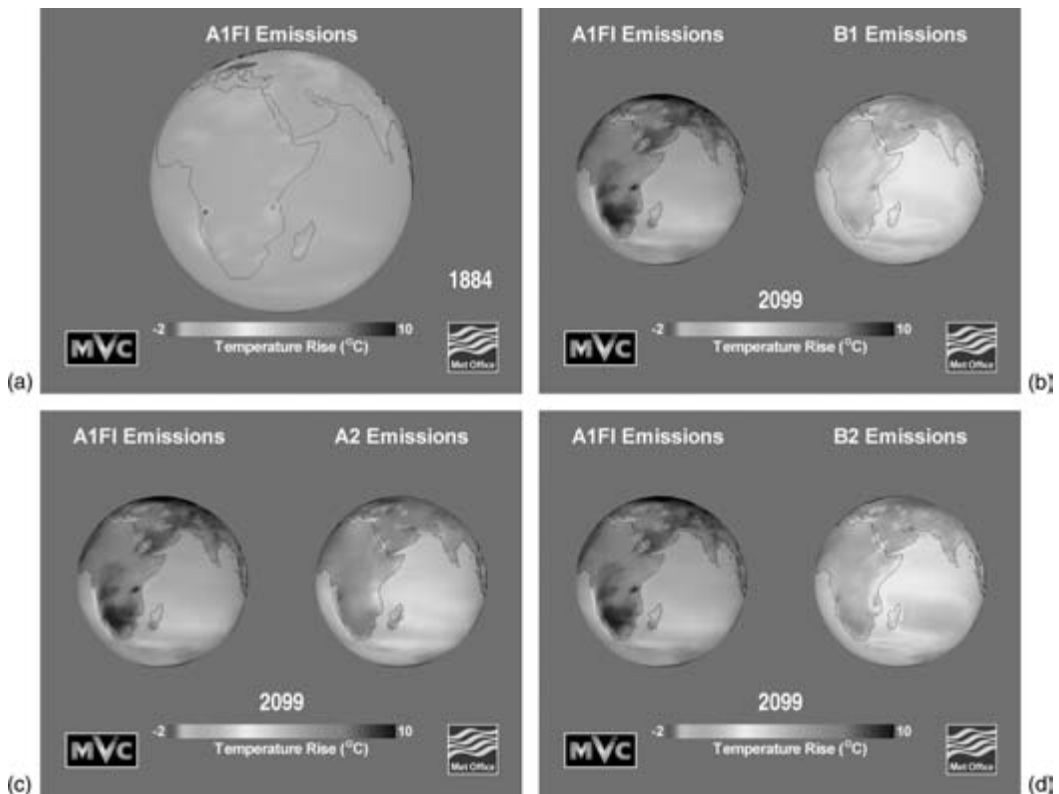 A1FI Emissions
1884
-2 10
Temperature Rise (°C)
MVC
Met Office
(a)
A1FI Emissions B1 Emissions
2099
-2 10
Temperature Rise (°C)
MVC
Met Office
(b)
A1FI Emissions A2 Emissions
2099
-2 10
Temperature Rise (°C)
MVC
Met Office
(c)
A1FI Emissions B2 Emissions
2099
-2 10
Temperature Rise (°C)
MVC
Met Office
(d)